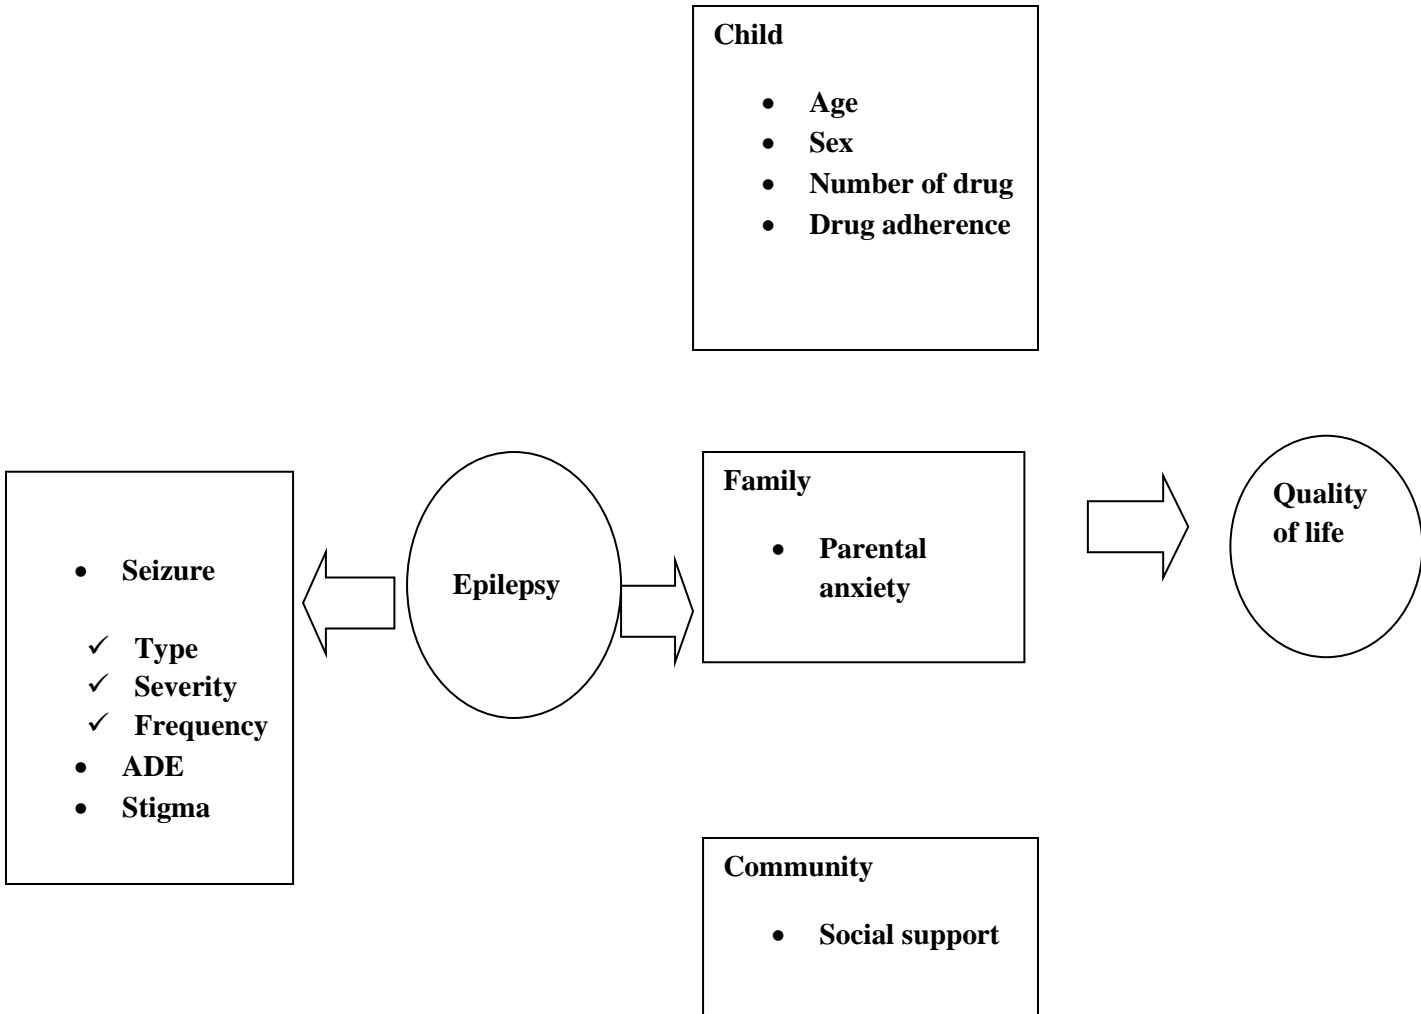 Child
• Age
• Sex
• Number of drug
• Drug adherence
• Seizure
✓ Type
✓ Severity
✓ Frequency
• ADE
• Stigma
Epilepsy
Family
• Parental
anxiety
Quality
of life
Community
• Social support